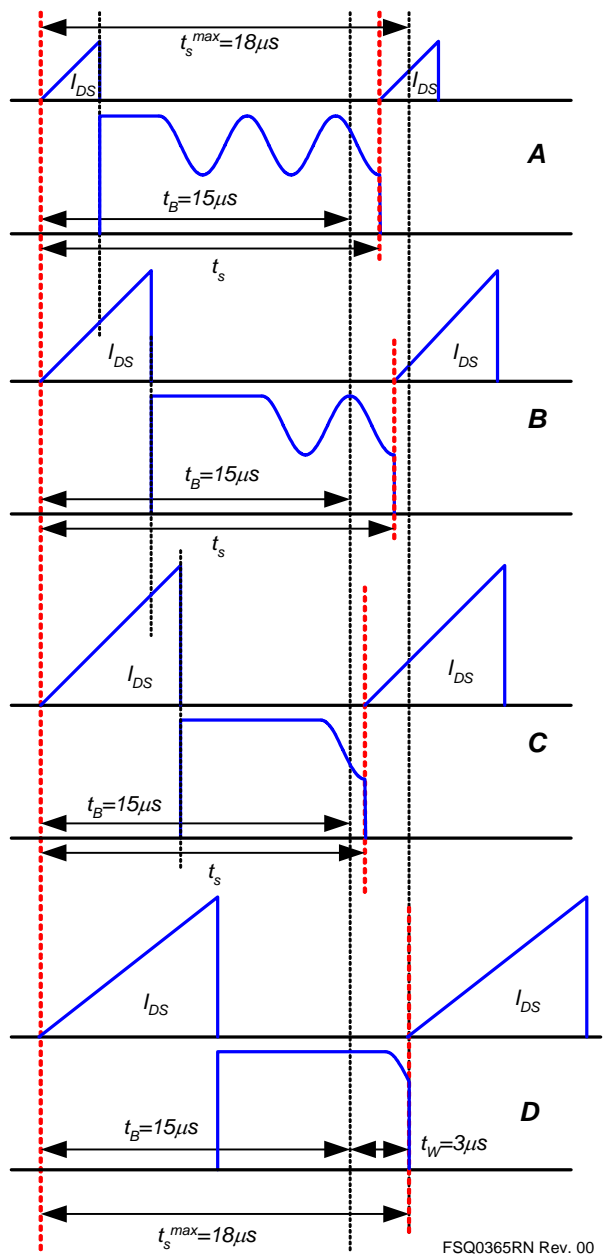 t_s^max=18μs
I_DS
I_DS
A
t_B=15μs
t_s
I_DS
I_DS
B
t_B=15μs
t_s
I_DS
I_DS
C
t_B=15μs
t_s
I_DS
I_DS
D
t_B=15μs
t_W=3μs
t_s^max=18μs
FSQ0365RN Rev. 00